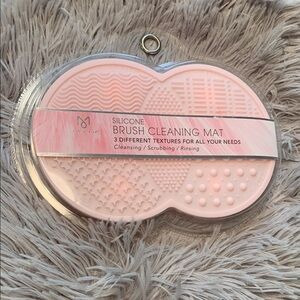 SILICONE
BRUSH CLEANING MAT
3 DIFFERENT TEXTURES FOR ALL YOUR NEEDS
Cleansing / Scrubbing / Rinsing